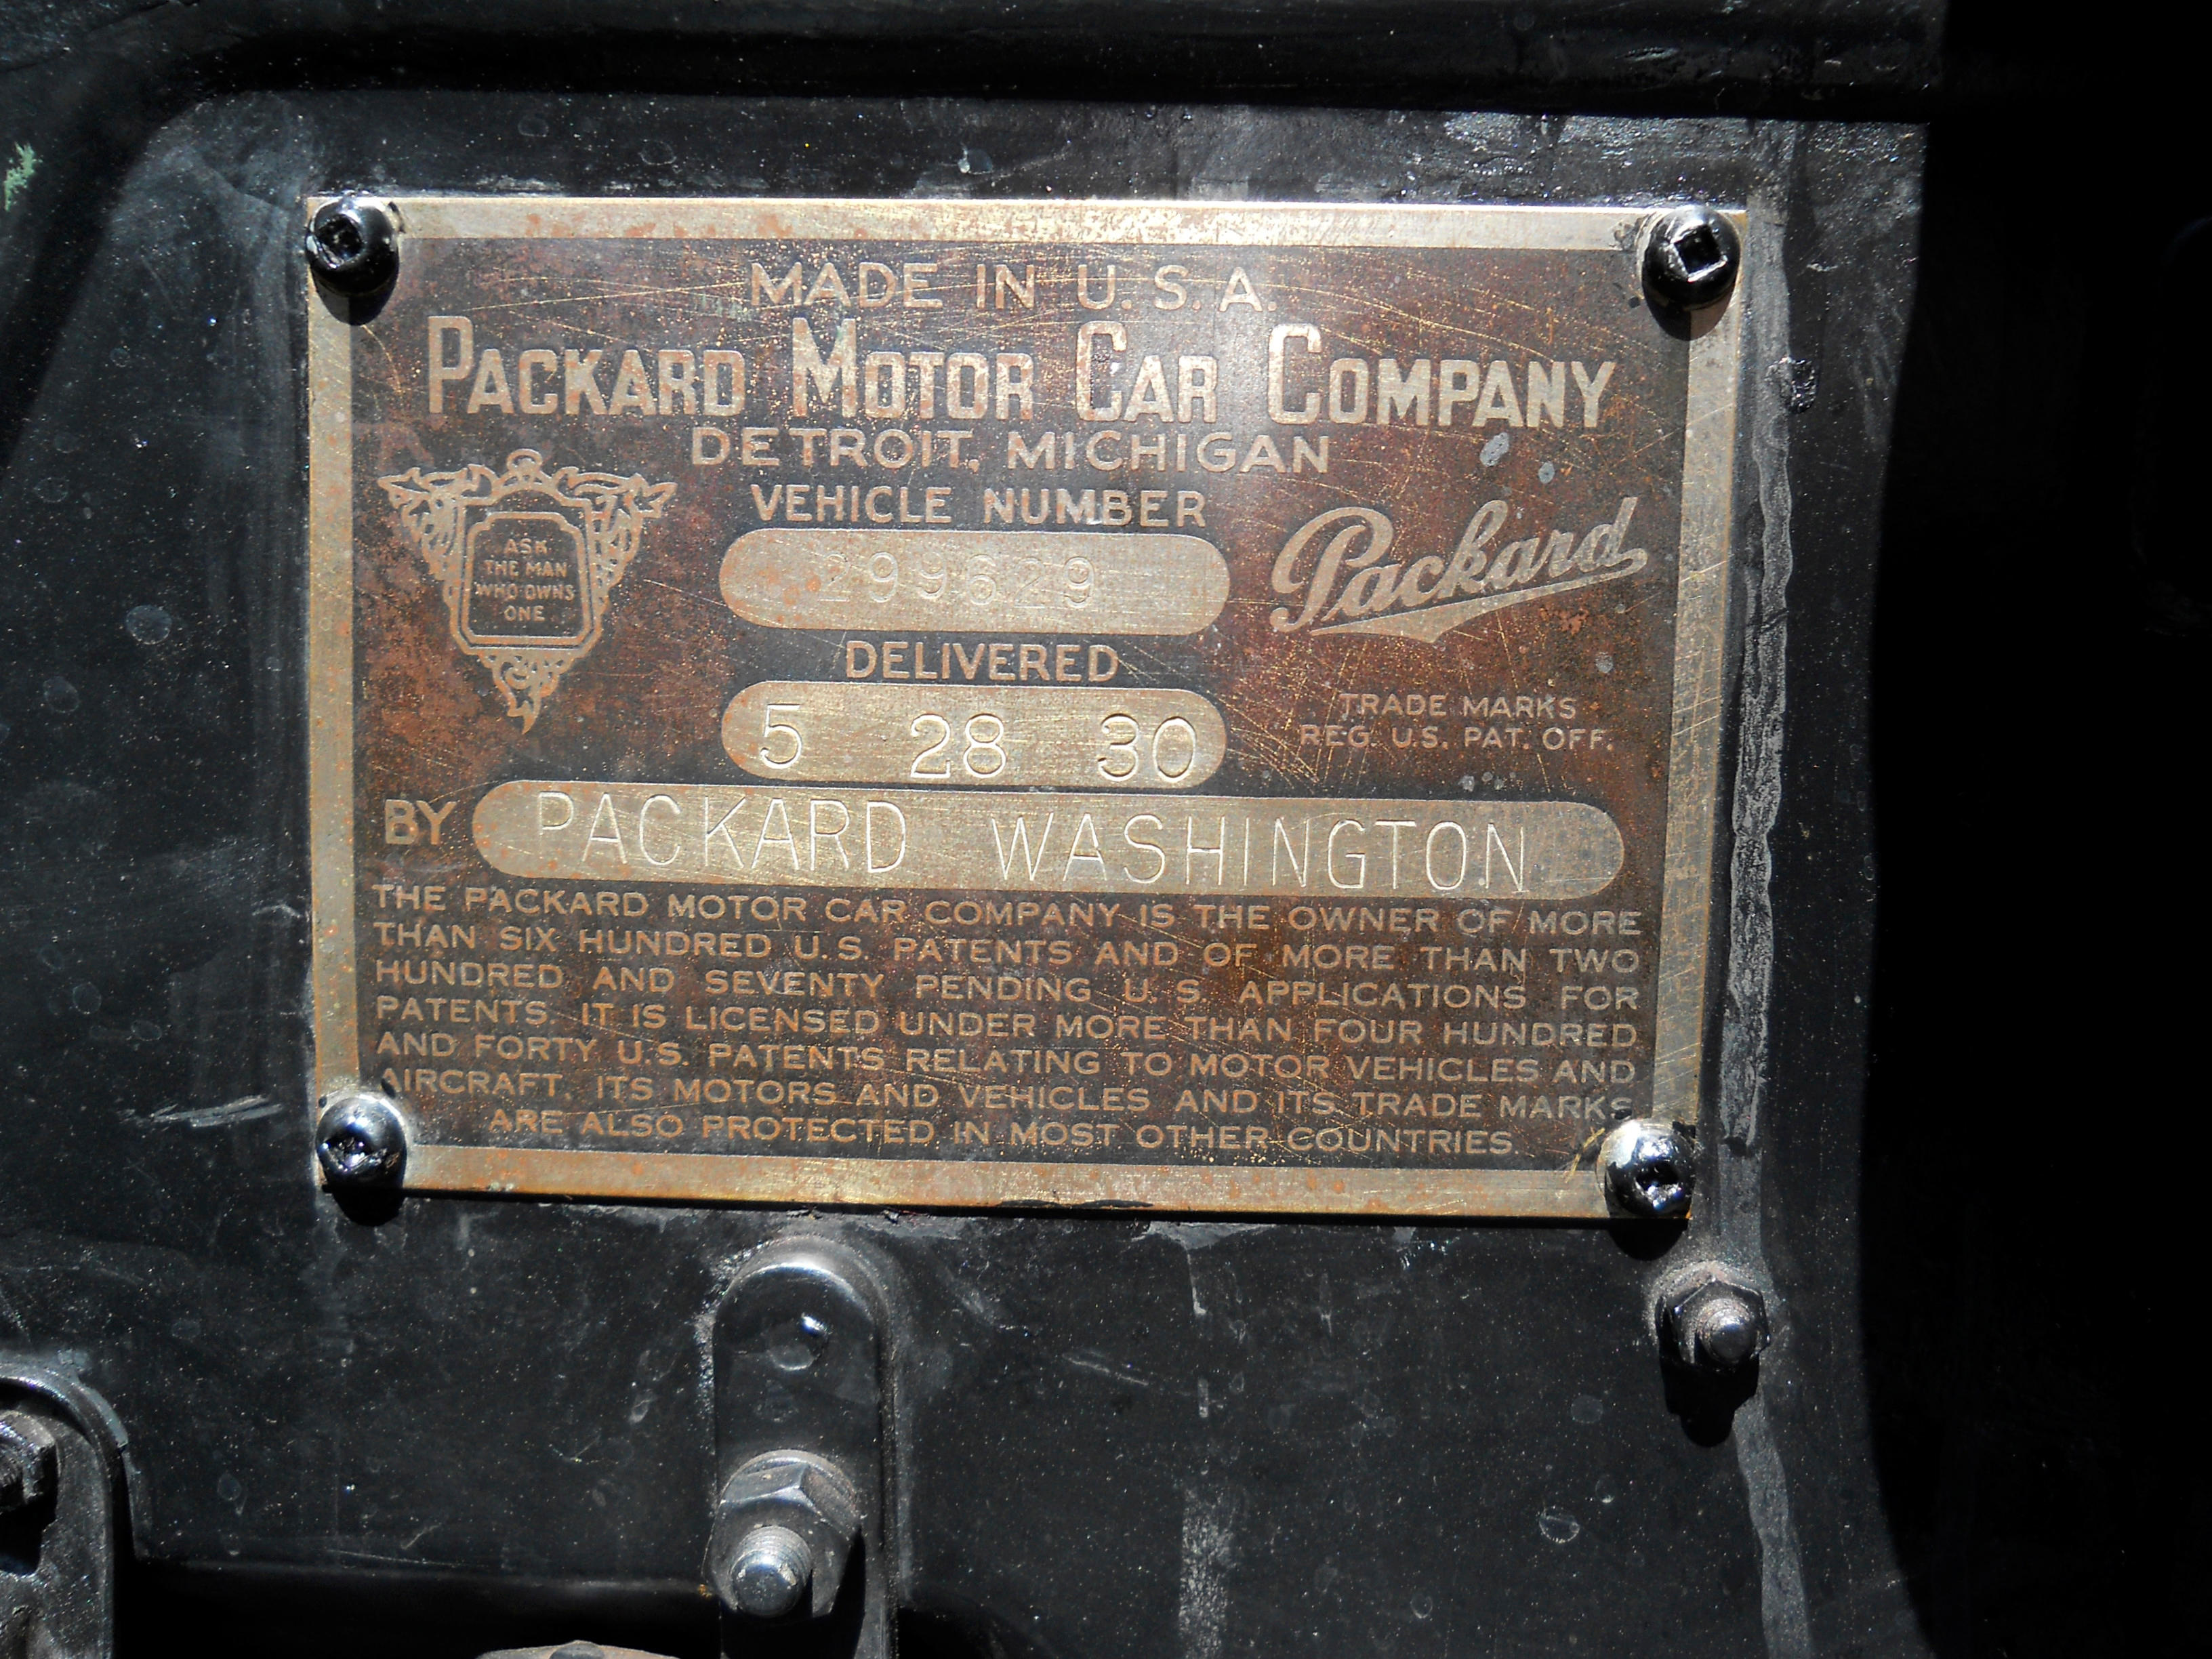 MADE IN U.S.A.
PACKARD MOTOR CAR COMPANY
DETROIT, MICHIGAN
VEHICLE NUMBER
299629
ASK
THE MAN
WHO OWNS
ONE
Packard
DELIVERED
5 28 30
TRADE MARKS
REG. U.S. PAT. OFF.
BY PACKARD WASHINGTON
THE PACKARD MOTOR CAR COMPANY IS THE OWNER OF MORE
THAN SIX HUNDRED U.S. PATENTS AND OF MORE THAN TWO
HUNDRED AND SEVENTY PENDING U.S. APPLICATIONS FOR
PATENTS. IT IS LICENSED UNDER MORE THAN FOUR HUNDRED
AND FORTY U.S. PATENTS RELATING TO MOTOR VEHICLES AND
AIRCRAFT. ITS MOTORS AND VEHICLES AND ITS TRADE MARKS
ARE ALSO PROTECTED IN MOST OTHER COUNTRIES.